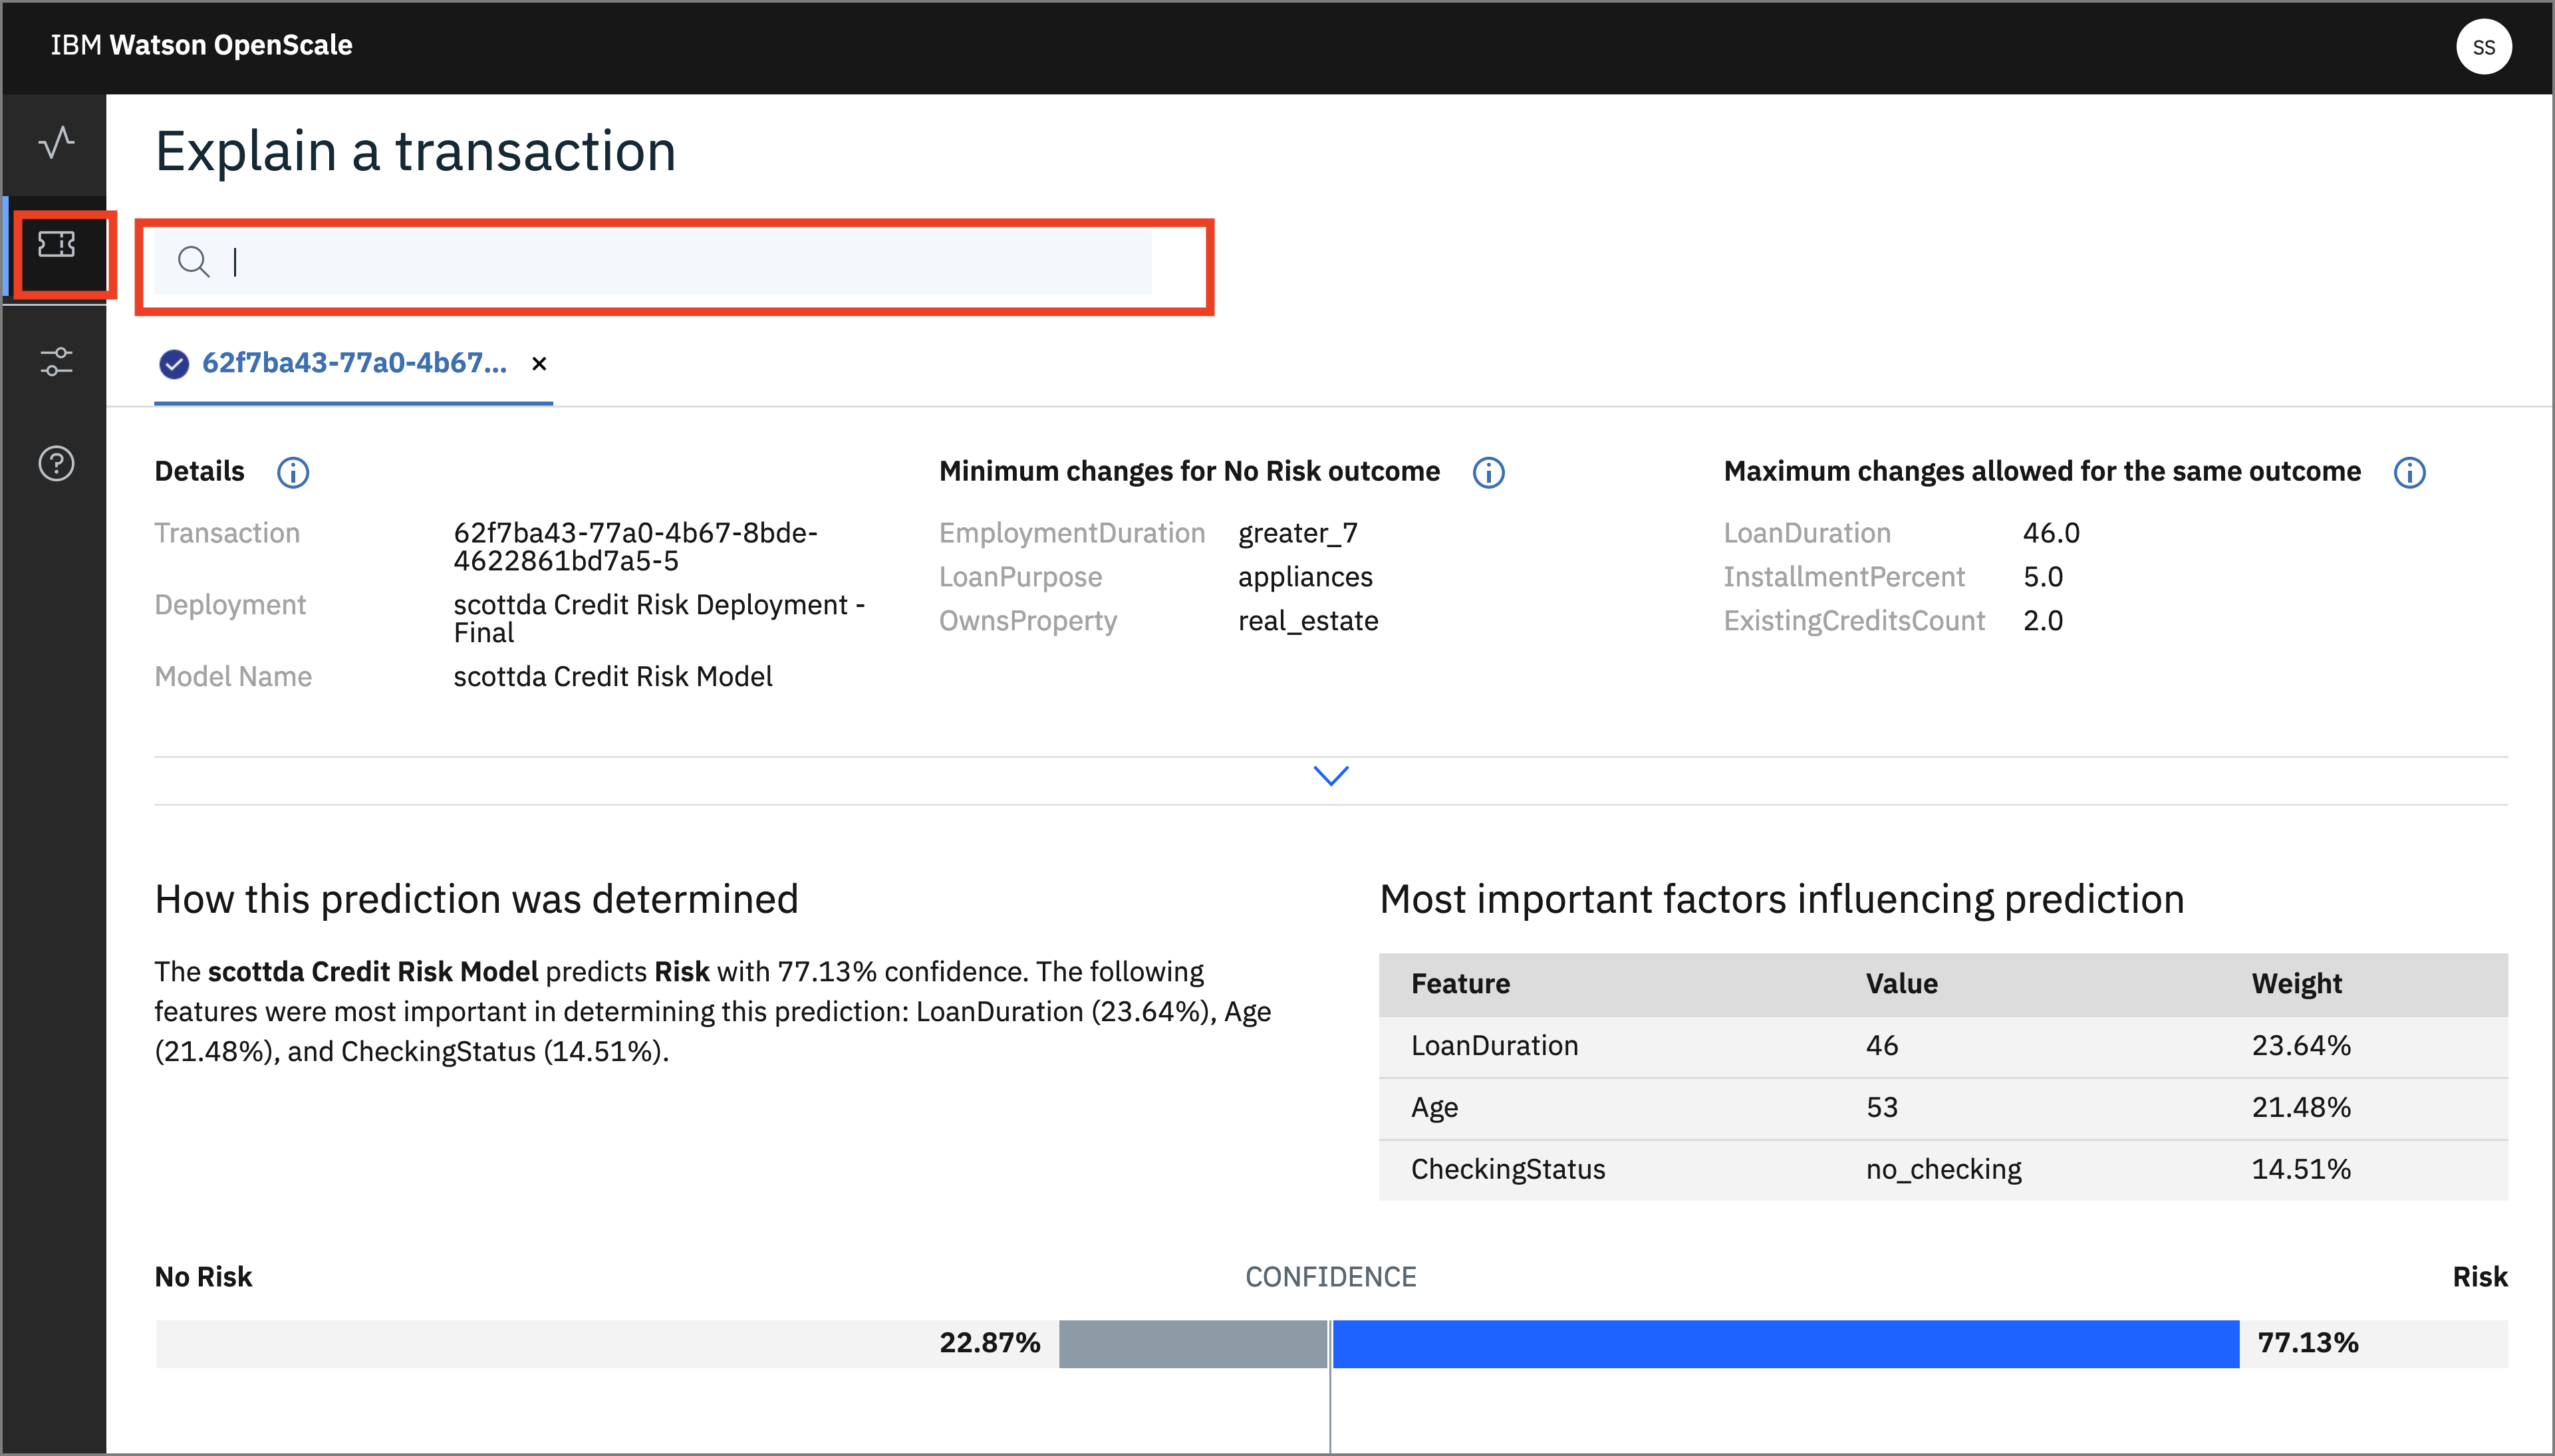 IBM Watson OpenScale
SS
Explain a transaction
62f7ba43-77a0-4b67...
Details
Transaction 62f7ba43-77a0-4b67-8bde-
4622861bd7a5-5
Deployment scottda Credit Risk Deployment -
Final
Model Name scottda Credit Risk Model
Minimum changes for No Risk outcome
EmploymentDuration greater_7
LoanPurpose appliances
OwnsProperty real_estate
Maximum changes allowed for the same outcome
LoanDuration 46.0
InstallmentPercent 5.0
ExistingCreditsCount 2.0
How this prediction was determined
The scottda Credit Risk Model predicts Risk with 77.13% confidence. The following
features were most important in determining this prediction: LoanDuration (23.64%), Age
(21.48%), and CheckingStatus (14.51%).
Most important factors influencing prediction
Feature Value Weight
LoanDuration 46 23.64%
Age 53 21.48%
CheckingStatus no_checking 14.51%
No Risk CONFIDENCE Risk
22.87% 77.13%